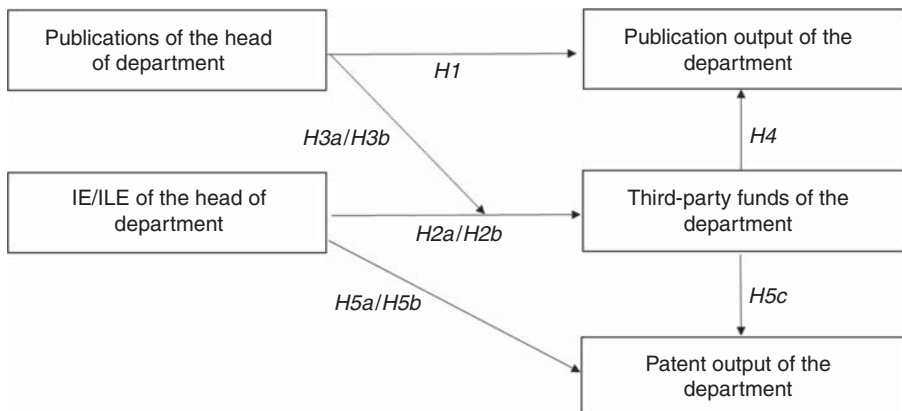 Publications of the head
of department
Publication output of the
department
H1
H3a/H3b
H4
IE/ILE of the head of
department
Third-party funds of the
department
H2a/H2b
H5a/H5b
H5c
Patent output of the
department